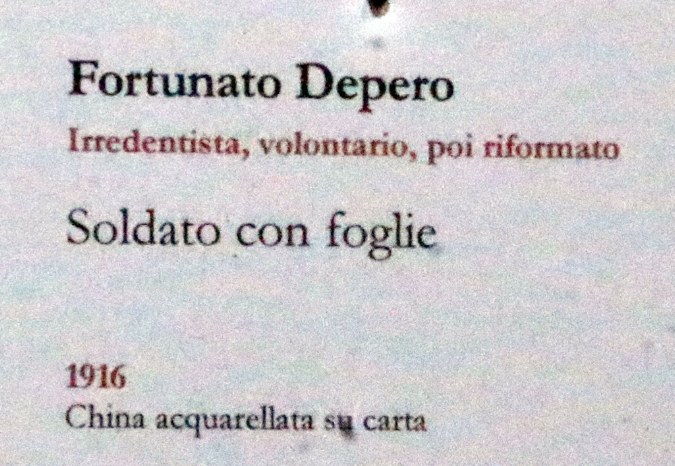 Fortunato Depero
Irredentista, volontario, poi riformato
Soldato con foglie
1916
China acquarellata su carta